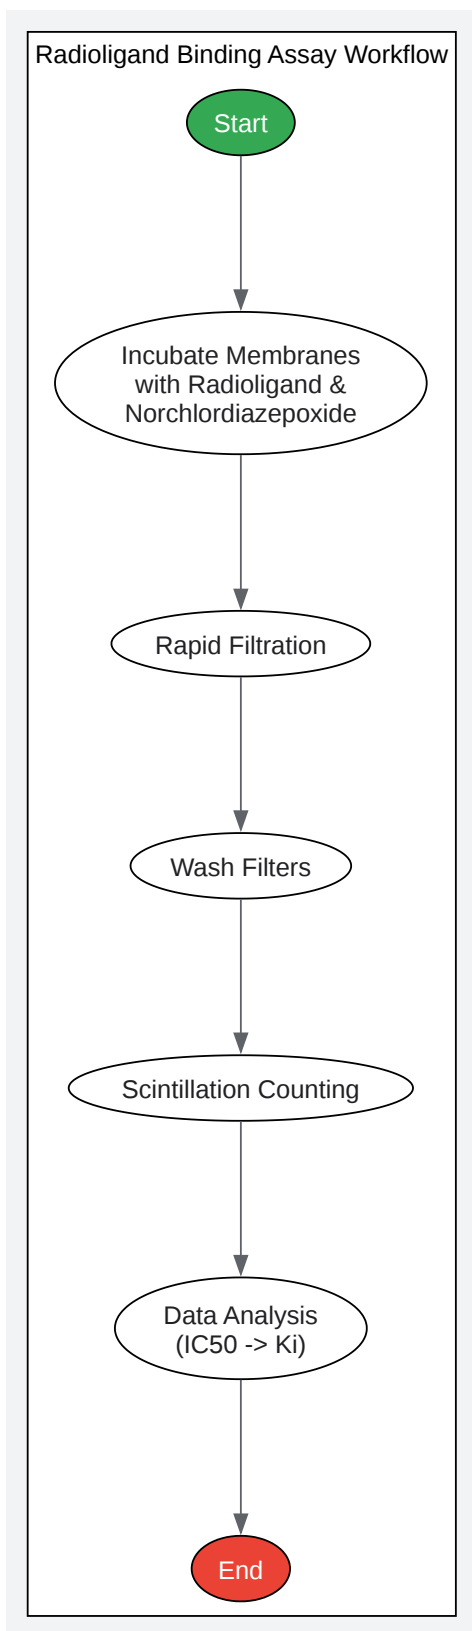 Radioligand Binding Assay Workflow
Start
Incubate Membranes
with Radioligand &
Norchlordiazepoxide
Rapid Filtration
Wash Filters
Scintillation Counting
Data Analysis
(IC50 -> Ki)
End